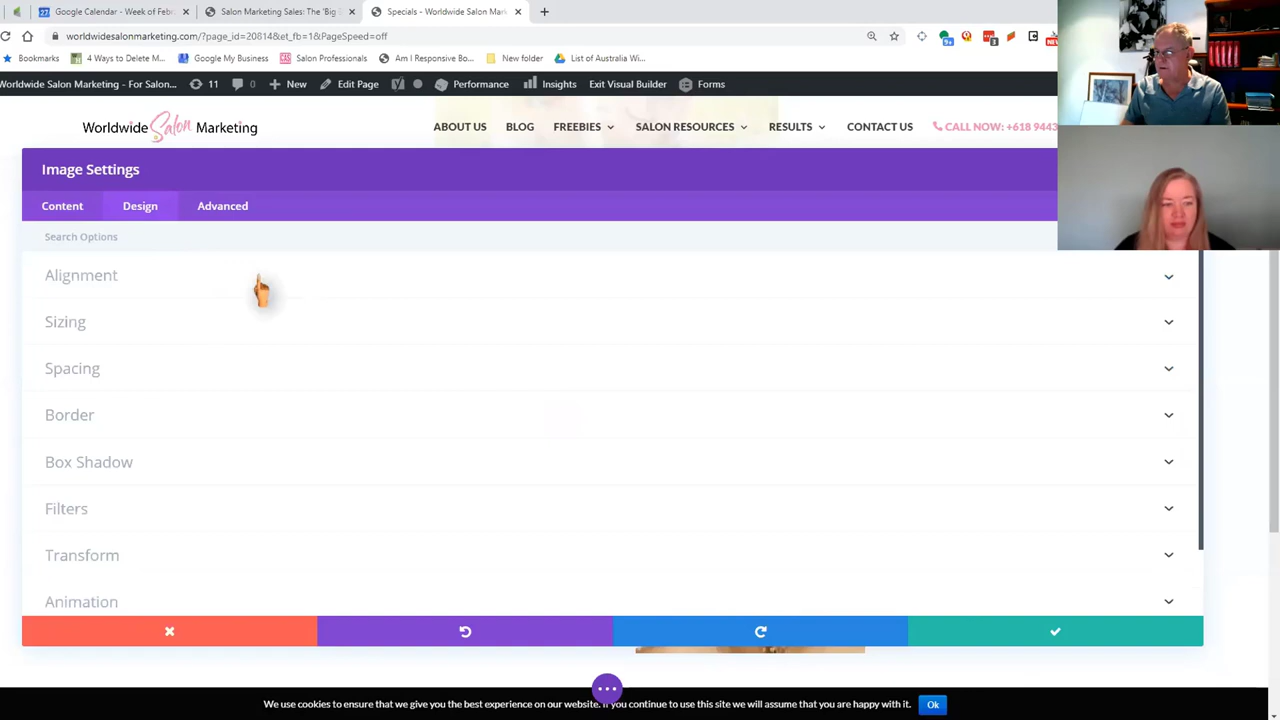 27 Google Calendar - Week of Febr
Salon Marketing Sales: The 'Big
Specials - Worldwide Salon Mar
worldwidesalonmarketing.com/?page_id=20814&et_fb=1&PageSpeed=off
9+
3
NEW
Bookmarks
4 Ways to Delete M...
Google My Business
Salon Professionals
Am I Responsive Bo...
New folder
List of Australia Wi...
Worldwide Salon Marketing - For Salon...
11
0
New
Edit Page
Performance
Insights
Exit Visual Builder
Forms
Worldwide Salon Marketing
ABOUT US
BLOG
FREEBIES
SALON RESOURCES
RESULTS
CONTACT US
CALL NOW: +618 9443
Image Settings
Content
Design
Advanced
Search Options
Alignment
Sizing
Spacing
Border
Box Shadow
Filters
Transform
Animation
We use cookies to ensure that we give you the best experience on our website. If you continue to use this site we will assume that you are happy with it.
Ok